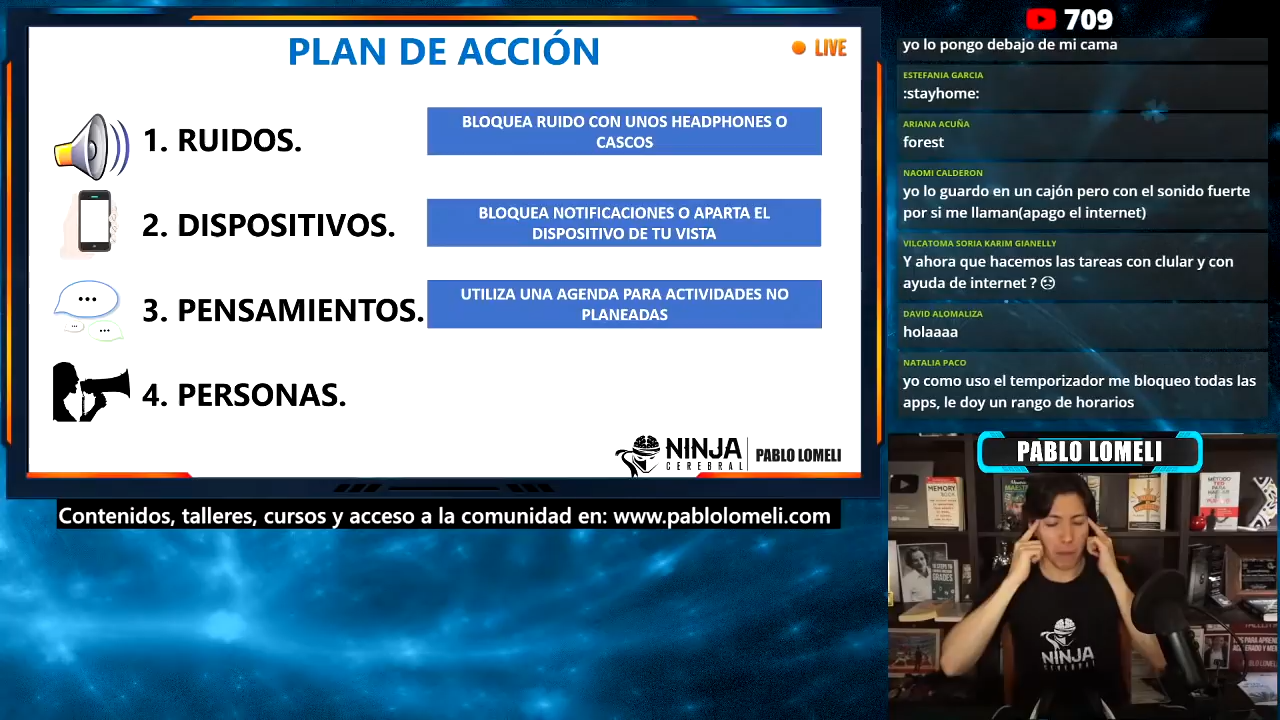 PLAN DE ACCIÓN
LIVE
1. RUIDOS.
BLOQUEA RUIDO CON UNOS HEADPHONES O
CASCOS
2. DISPOSITIVOS.
BLOQUEA NOTIFICACIONES O APARTA EL
DISPOSITIVO DE TU VISTA
3. PENSAMIENTOS.
UTILIZA UNA AGENDA PARA ACTIVIDADES NO
PLANEADAS
4. PERSONAS.
NINJA
CEREBRAL
PABLO LOMELI
Contenidos, talleres, cursos y acceso a la comunidad en: www.pablolomeli.com
709
yo lo pongo debajo de mi cama
ESTEFANIA GARCIA
:stayhome:
ARIANA ACUÑA
forest
NAOMI CALDERON
yo lo guardo en un cajón pero con el sonido fuerte
por si me llaman(apago el internet)
VILCATOMA SORIA KARIM GIANELLY
Y ahora que hacemos las tareas con clular y con
ayuda de internet ?
DAVID ALOMALIZA
holaaaa
NATALIA PACO
yo como uso el temporizador me bloqueo todas las
apps, le doy un rango de horarios
PABLO LOMELI
MEMORY
BOOK
MÉTODO
PARA
GRADES
NINJA
CEREBRAL